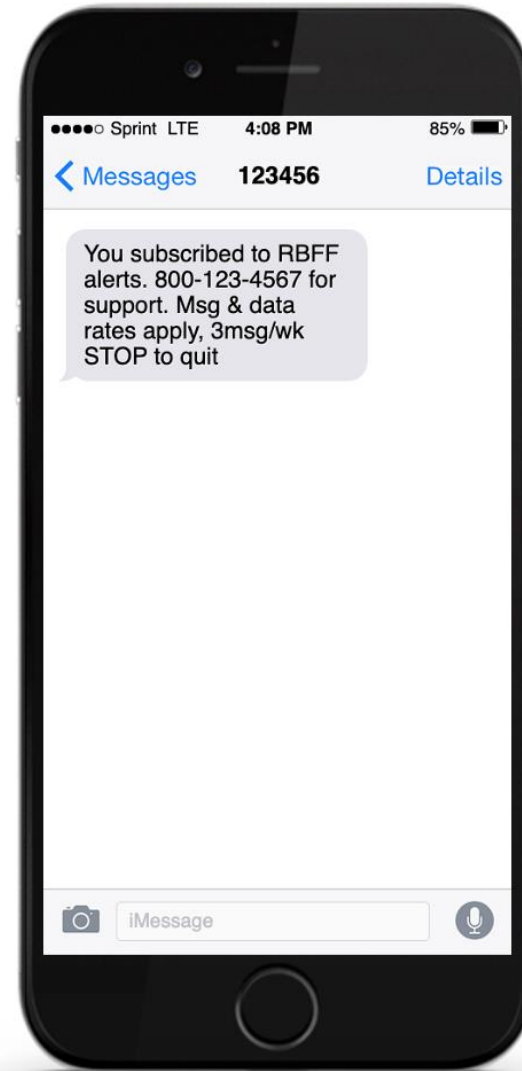 Sprint LTE 4:08 PM 85%
Messages 123456 Details
You subscribed to RBFF
alerts. 800-123-4567 for
support. Msg & data
rates apply, 3msg/wk
STOP to quit
iMessage